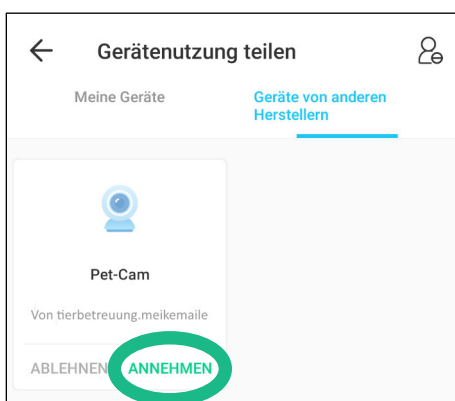 Gerätenutzung teilen
Meine Geräte
Geräte von anderen
Herstellern
Pet-Cam
Von tierbetreuung.meikemaile
ABLEHNEN
ANNEHMEN